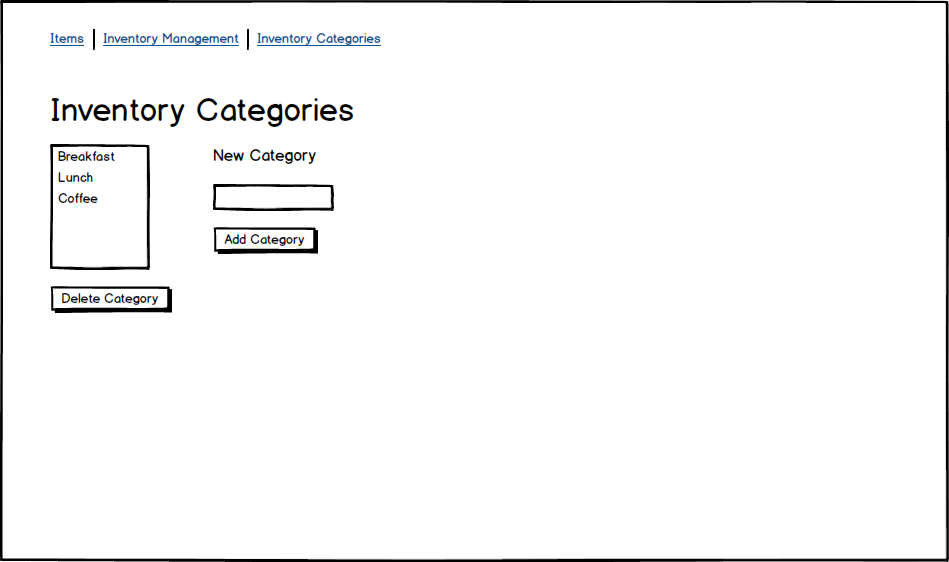 Items | Inventory Management | Inventory Categories
Inventory Categories
Breakfast
Lunch
Coffee
New Category
Add Category
Delete Category